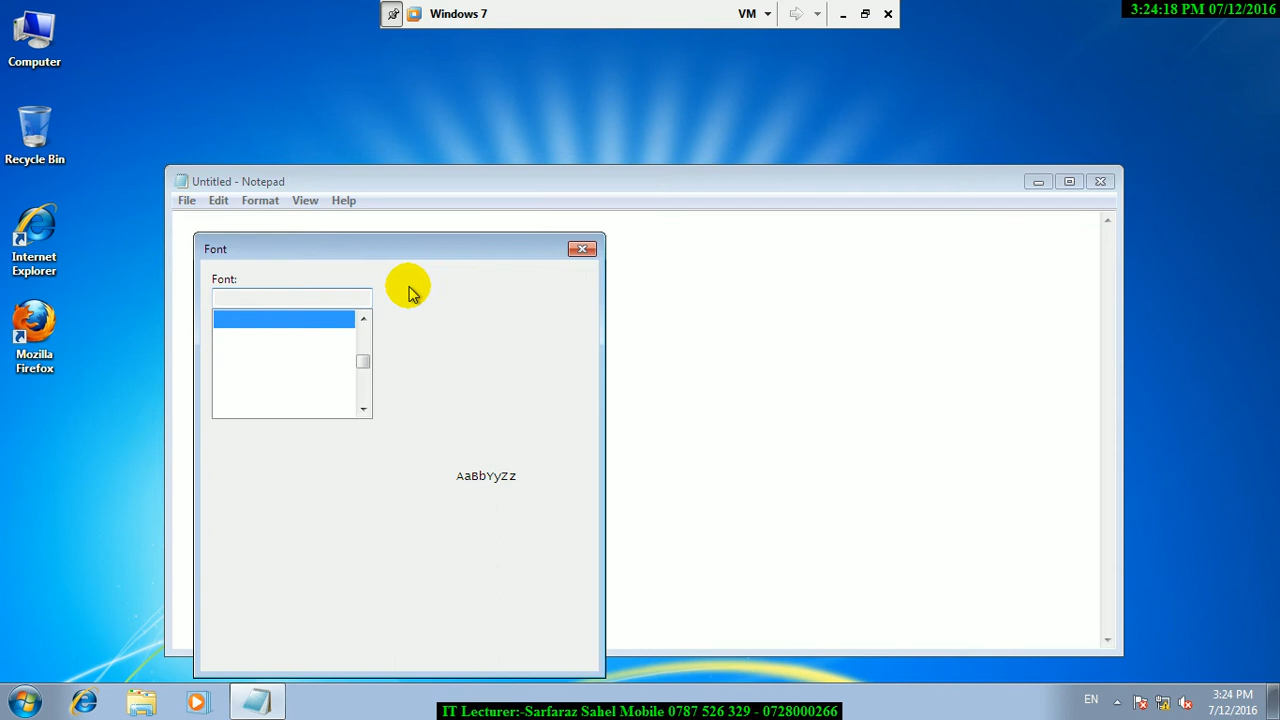 Windows 7
VM
3:24:18 PM 07/12/2016
Computer
Recycle Bin
Internet
Explorer
Mozilla
Firefox
Untitled - Notepad
File Edit Format View Help
Font
Font:
AaBbYyZz
EN
3:24 PM
7/12/2016
IT Lecturer:-Sarfaraz Sahel Mobile 0787 526 329 - 0728000266